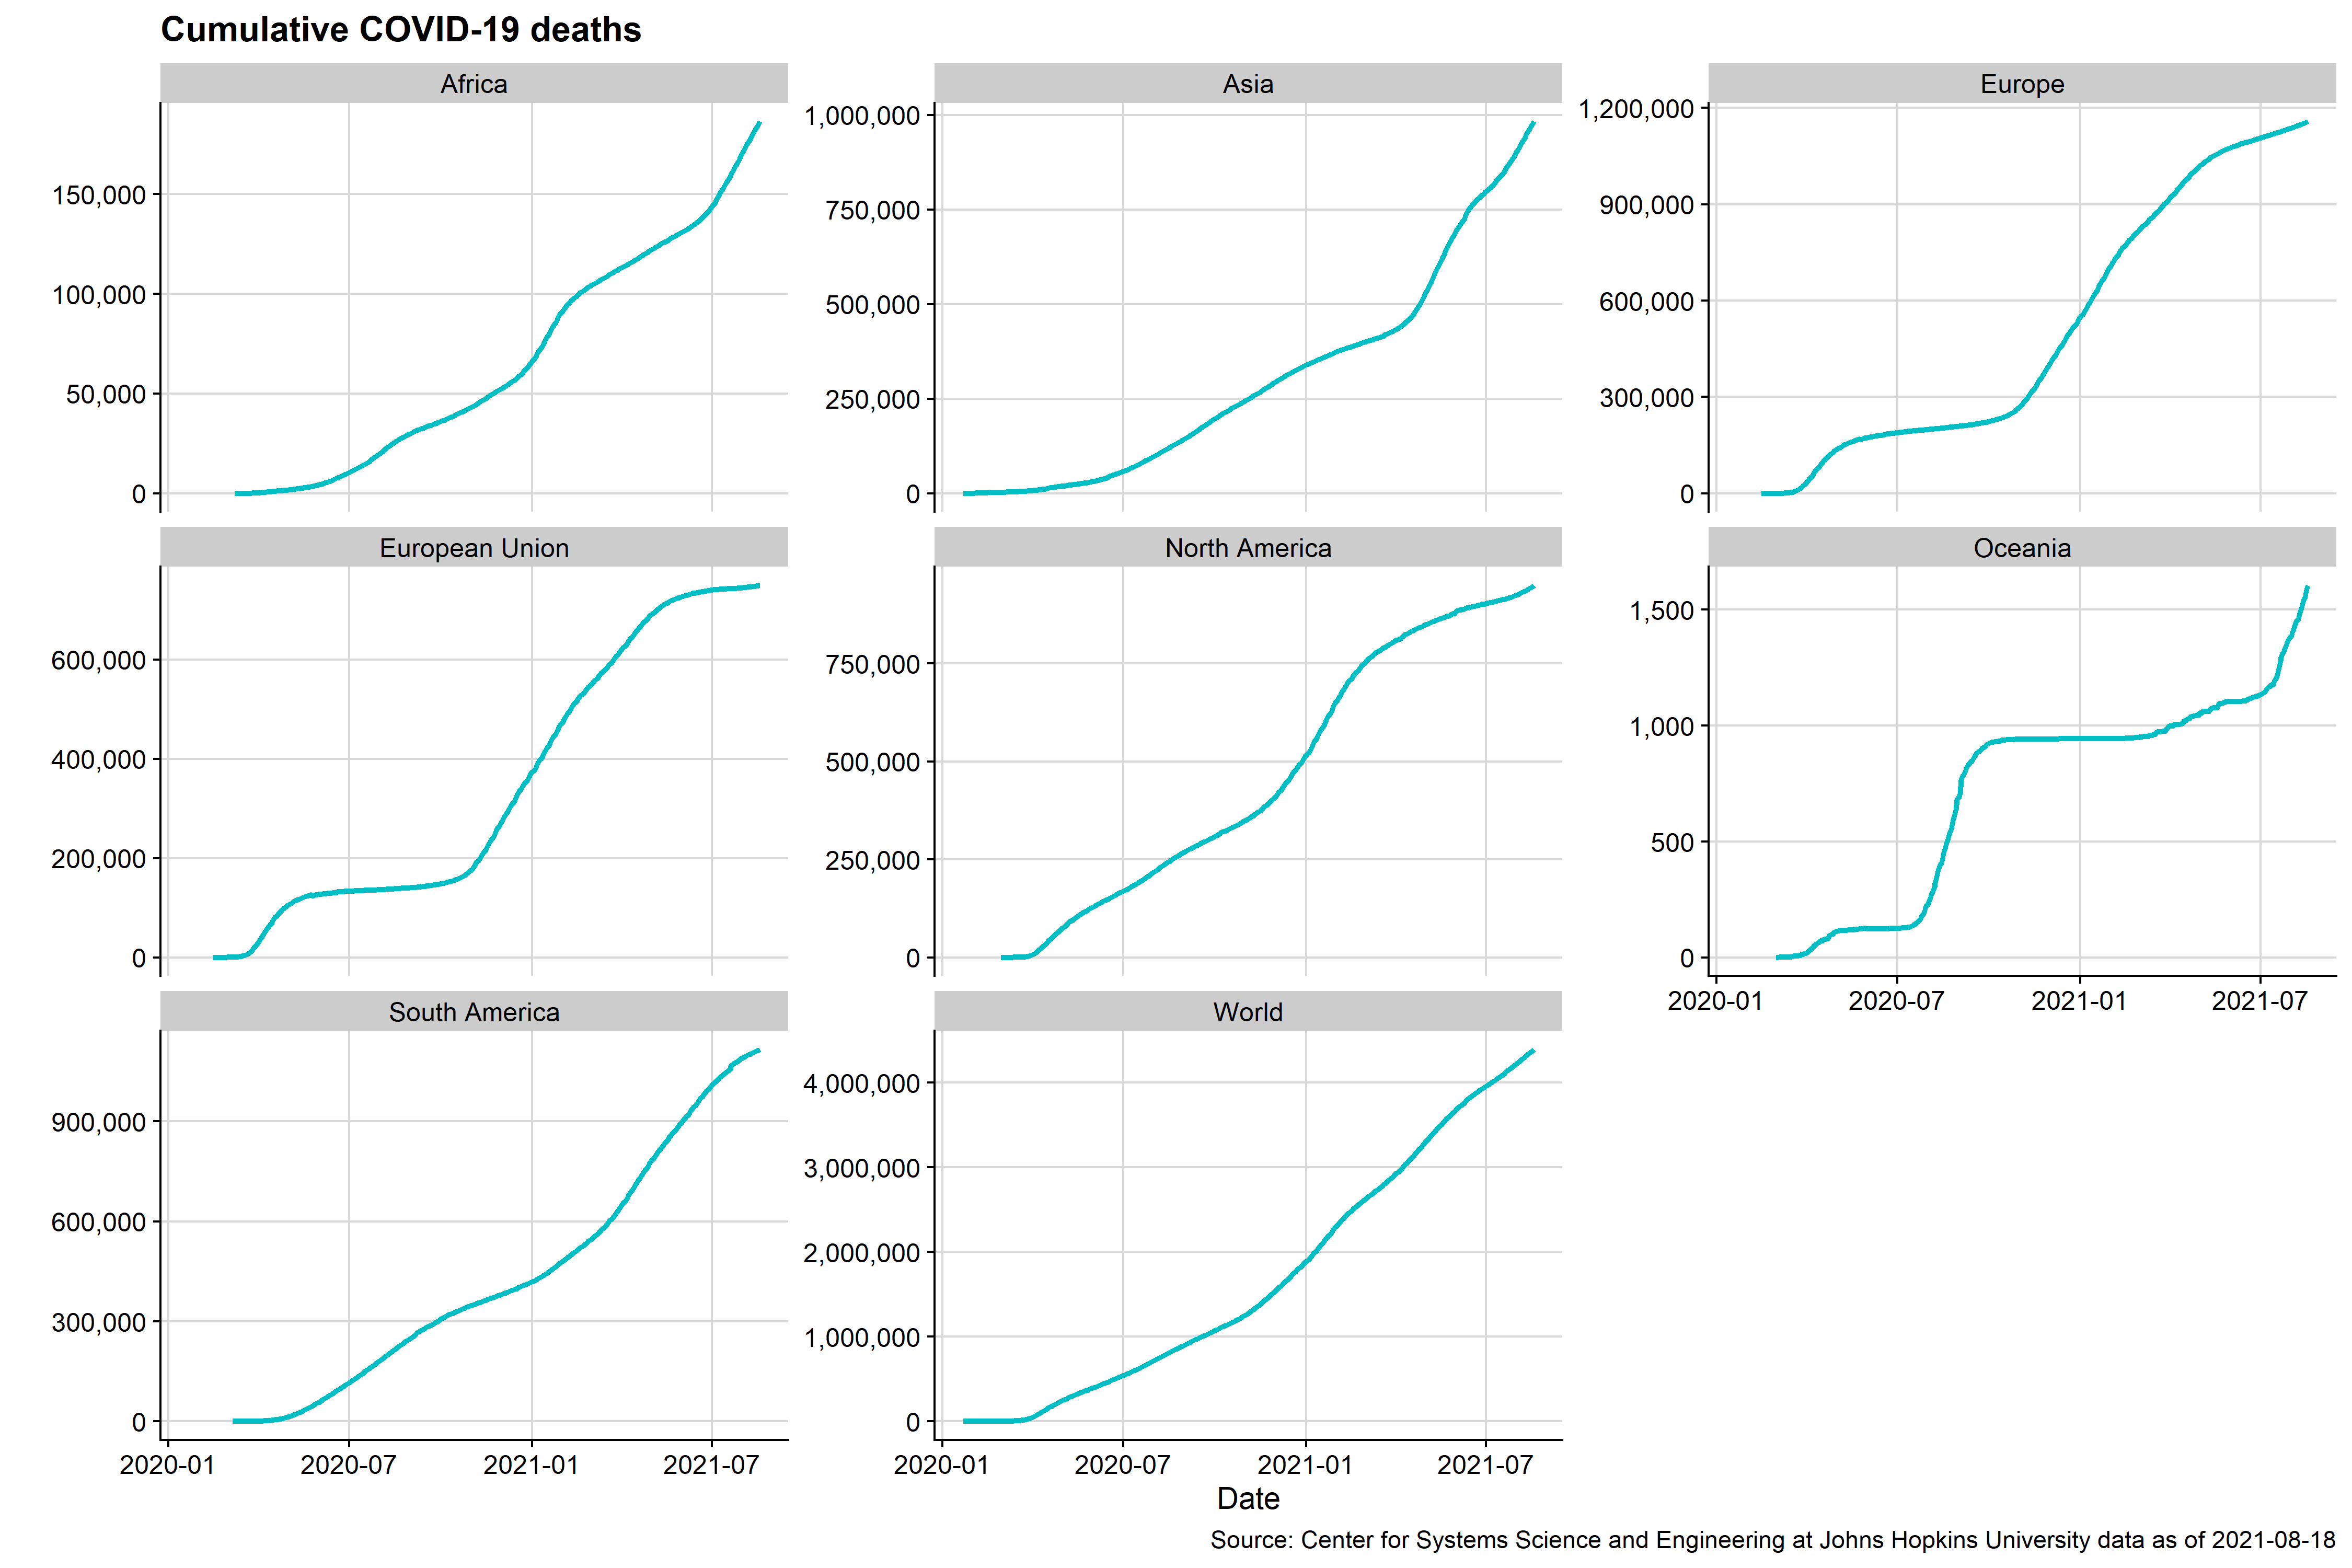 Cumulative COVID-19 deaths
Africa
Asia
Europe
150,000
100,000
50,000
0
1,000,000
750,000
500,000
250,000
0
1,200,000
900,000
600,000
300,000
0
European Union
North America
Oceania
600,000
400,000
200,000
0
750,000
500,000
250,000
0
1,500
1,000
500
0
2020-01 2020-07 2021-01 2021-07
South America
World
900,000
600,000
300,000
0
4,000,000
3,000,000
2,000,000
1,000,000
0
2020-01 2020-07 2021-01 2021-07
2020-01 2020-07 2021-01 2021-07
Date
Source: Center for Systems Science and Engineering at Johns Hopkins University data as of 2021-08-18